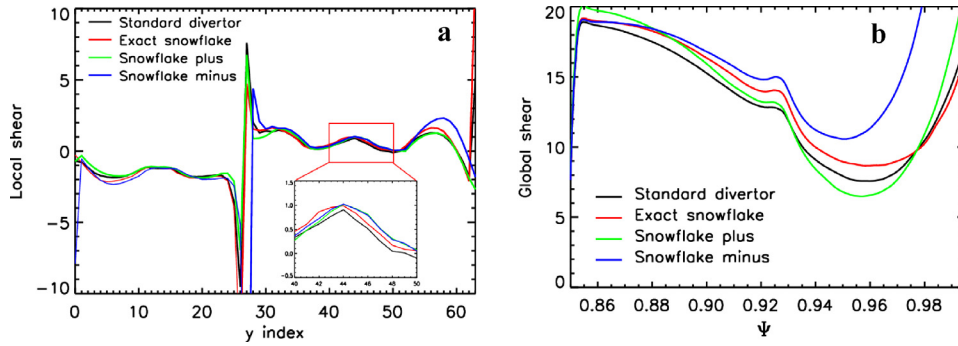 a
Standard divertor
Exact snowflake
Snowflake plus
Snowflake minus
10
5
0
-5
-10
Local shear
1.5
1.0
0.5
0.0
-0.5
40 42 44 46 48 50
0 10 20 30 40 50 60
y index
b
20
15
10
5
0
Global shear
Standard divertor
Exact snowflake
Snowflake plus
Snowflake minus
0.86 0.88 0.90 0.92 0.94 0.96 0.98
Ψ